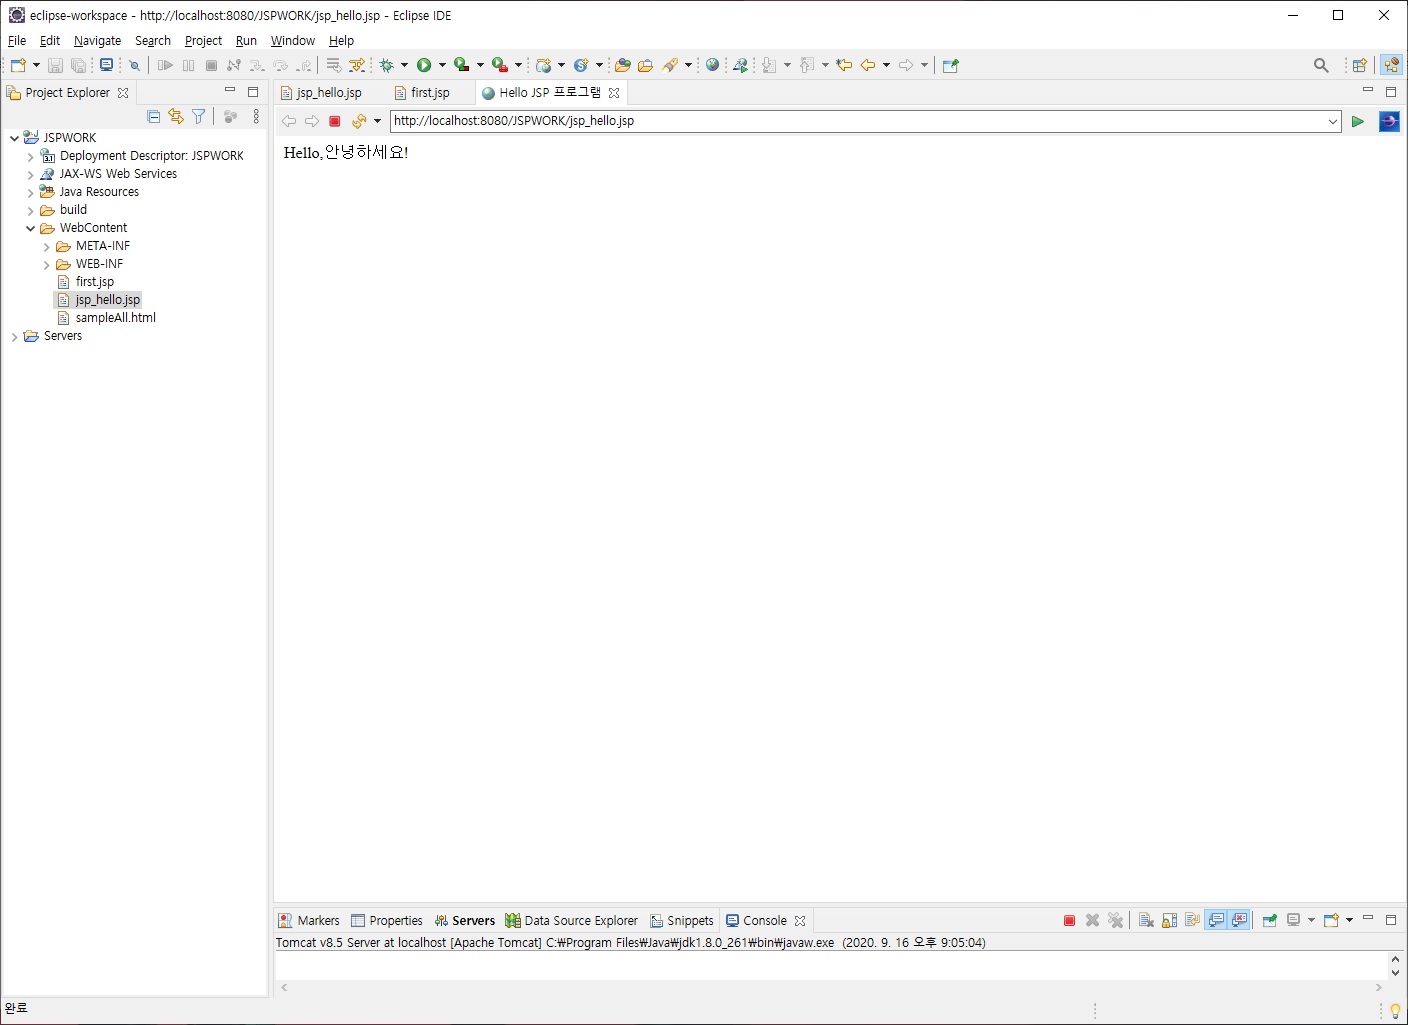 eclipse-workspace - http://localhost:8080/JSPWORK/jsp_hello.jsp - Eclipse IDE
File Edit Navigate Search Project Run Window Help
Project Explorer
JSPWORK
Deployment Descriptor: JSPWORK
JAX-WS Web Services
Java Resources
build
WebContent
META-INF
WEB-INF
first.jsp
jsp_hello.jsp
sampleAll.html
Servers
jsp_hello.jsp first.jsp Hello JSP 프로그램
http://localhost:8080/JSPWORK/jsp_hello.jsp
Hello,안녕하세요!
Markers Properties Servers Data Source Explorer Snippets Console
Tomcat v8.5 Server at localhost [Apache Tomcat] C:₩Program Files₩Java₩jdk1.8.0_261₩bin₩javaw.exe (2020. 9. 16 오후 9:05:04)
완료